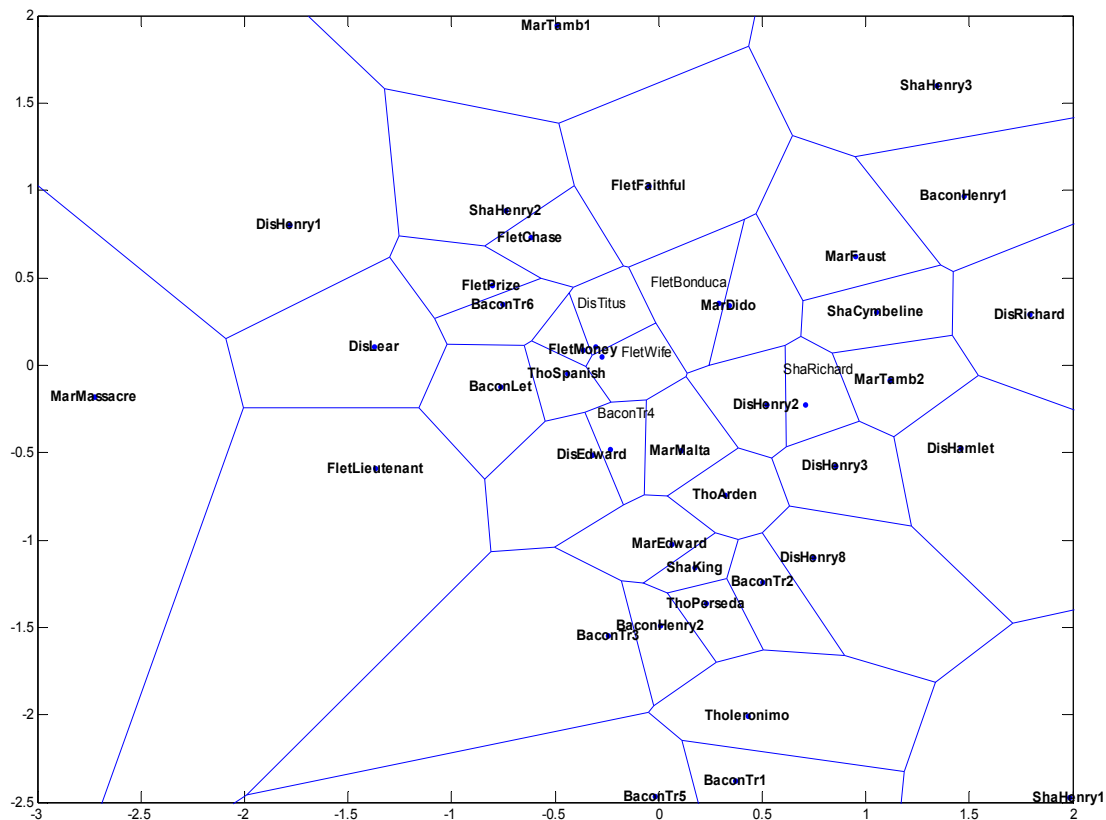 2
MarTamb1
ShaHenry3
1.5
1
FletFaithful
BaconHenry1
ShaHenry2
DisHenry1
FletChase
MarFaust
0.5
FletPrize
FletBonduca
BaconTr6
DisTitus
MarDido
ShaCymbeline
DisRichard
DisLear
FletMoney
FletWife
0
ThoSpanish
ShaRichard
MarTamb2
BaconLet
MarMassacre
DisHenry2
BaconTr4
-0.5
DisEdward
MarMalta
DisHamlet
FletLieutenant
DisHenry3
ThoArden
-1
MarEdward
DisHenry8
ShaKing
BaconTr2
ThoPerseda
-1.5
BaconHenry2
BaconTr3
-2
ThoIeronimo
BaconTr1
-2.5
BaconTr5
ShaHenry1
-3 -2.5 -2 -1.5 -1 -0.5 0 0.5 1 1.5 2